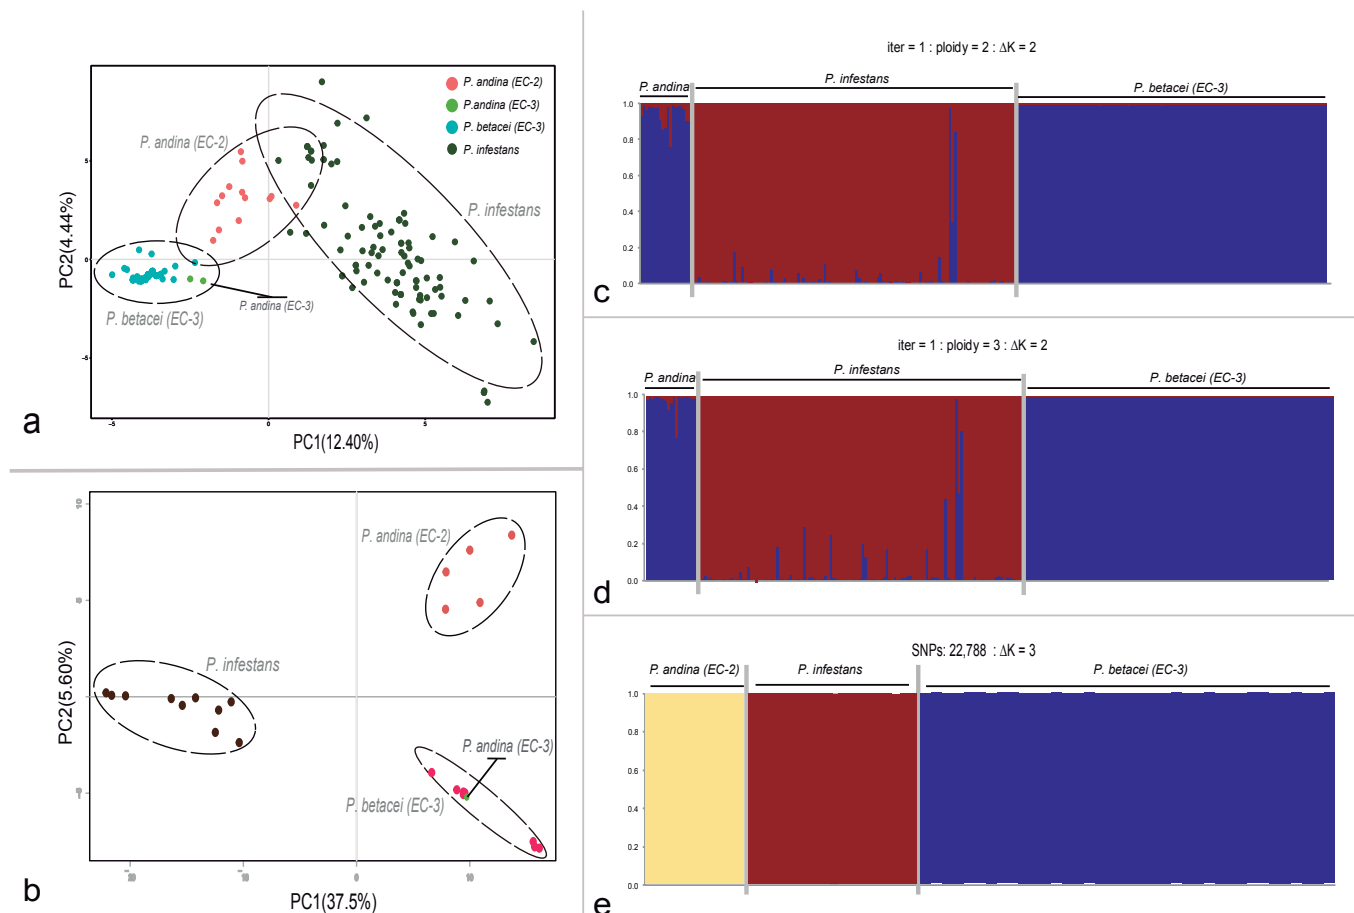 P. andina (EC-2)
P.andina (EC-3)
P. betacei (EC-3)
P. infestans
P. andina (EC-2)
P. infestans
P. andina (EC-3)
P. betacei (EC-3)
5
0
-5
-5
0
5
PC2(4.44%)
PC1(12.40%)
a
P. andina (EC-2)
P. infestans
P. andina (EC-3)
P. betacei (EC-3)
10
0
10
PC2(5.60%)
PC1(37.5%)
b
iter = 1 : ploidy = 2 : ΔK = 2
P. andina
P. infestans
P. betacei (EC-3)
1.0
0.8
0.6
0.4
0.2
0.0
c
iter = 1 : ploidy = 3 : ΔK = 2
P. andina
P. infestans
P. betacei (EC-3)
1.0
0.8
0.6
0.4
0.2
0.0
d
SNPs: 22,788 : ΔK = 3
P. andina (EC-2)
P. infestans
P. betacei (EC-3)
1.0
0.8
0.6
0.4
0.2
0.0
e